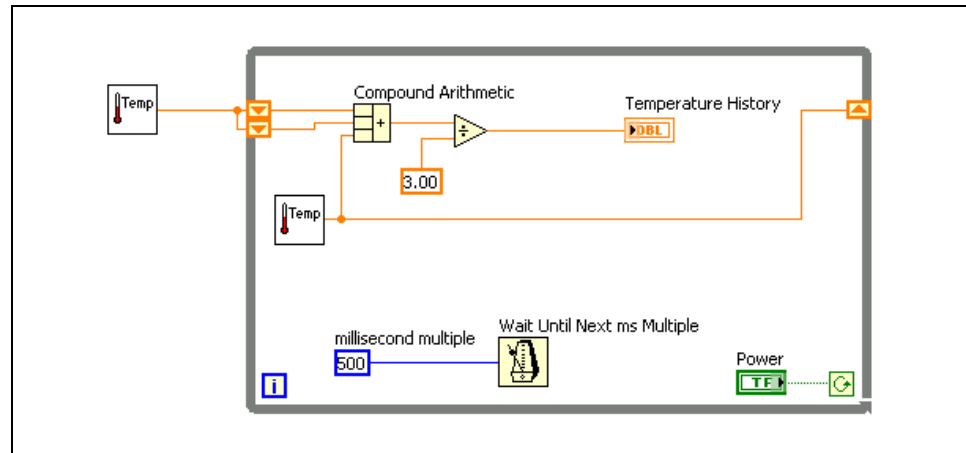 Temp
Compound Arithmetic
+
÷
3.00
Temperature History
DBL
Temp
millisecond multiple
500
Wait Until Next ms Multiple
Power
TF
i